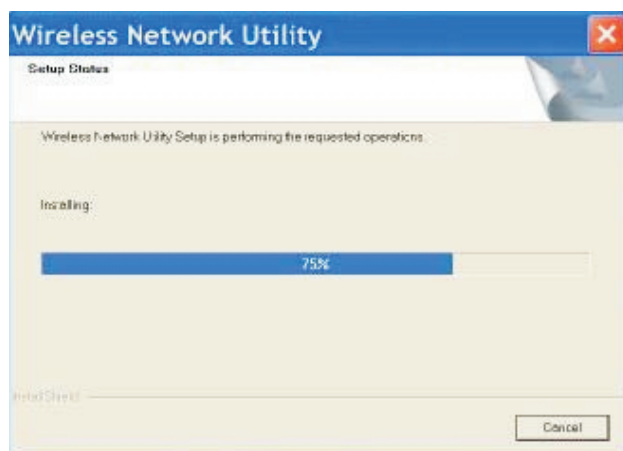 Wireless Network Utility
Setup Status
Wireless Network Utility Setup is performing the requested operations.
Installing:
75%
InstallShield
Cancel